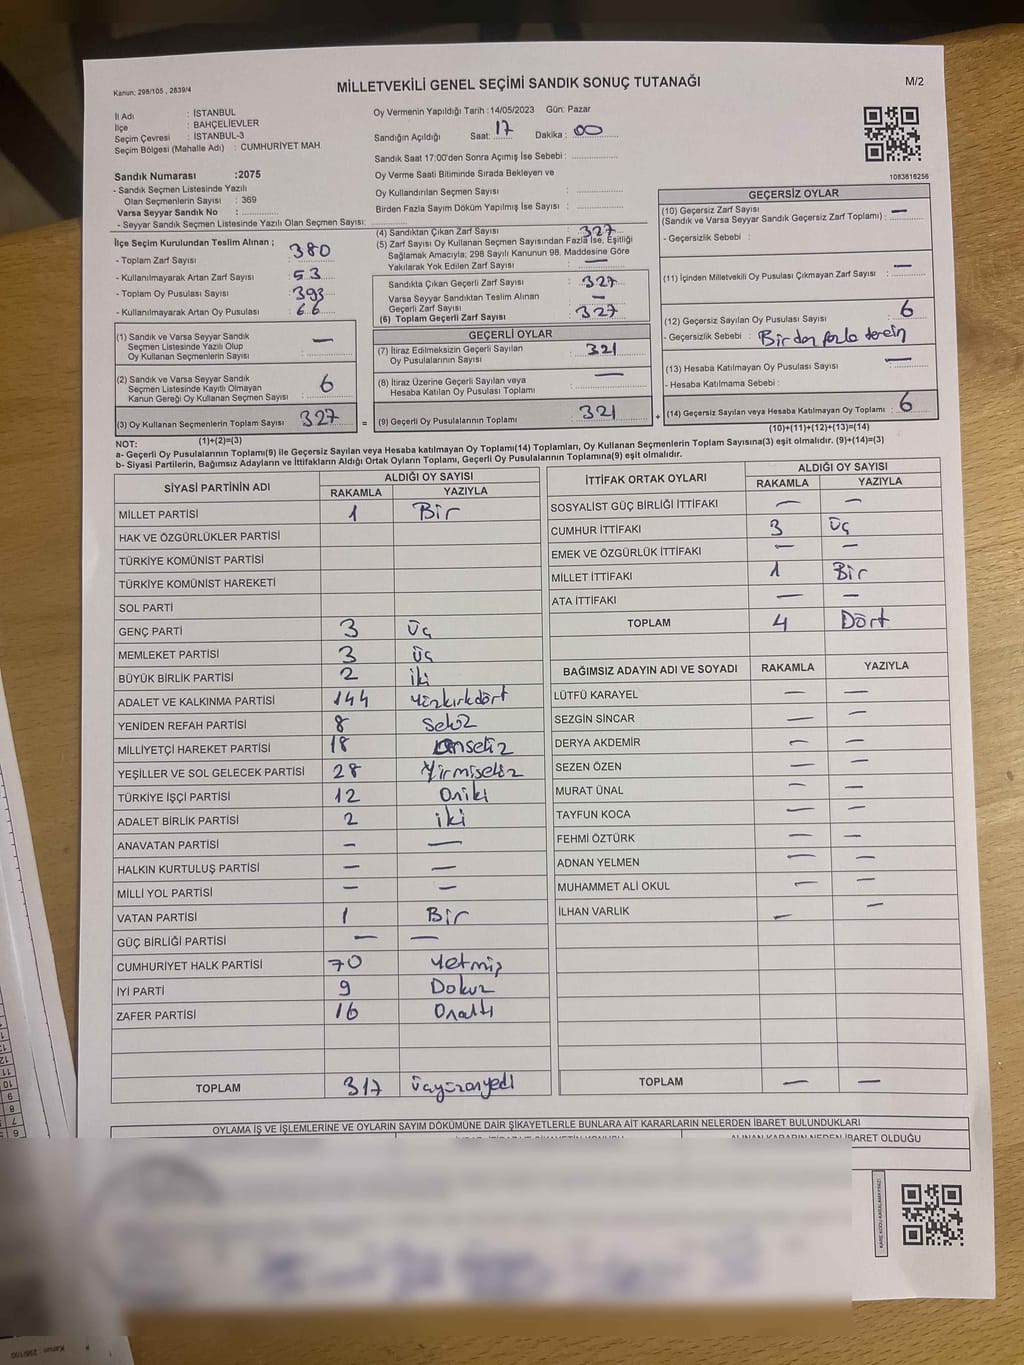 Kanun; 298/105 , 2839/4
MİLLETVEKİLİ GENEL SEÇİMİ SANDIK SONUÇ TUTANAĞI
M/2
İl Adı : İSTANBUL
İlçe : BAHÇELİEVLER
Seçim Çevresi : İSTANBUL-3
Seçim Bölgesi (Mahalle Adı) : CUMHURİYET MAH.
Sandık Numarası :2075
- Sandık Seçmen Listesinde Yazılı
Olan Seçmenlerin Sayısı : 369
Varsa Seyyar Sandık No :
- Seyyar Sandık Seçmen Listesinde Yazılı Olan Seçmen Sayısı:
Oy Vermenin Yapıldığı Tarih :14/05/2023 Gün: Pazar
Sandığın Açıldığı Saat: 17 Dakika : 00
Sandık Saat 17:00'den Sonra Açımış İse Sebebi :
Oy Verme Saati Bitiminde Sırada Bekleyen ve
Oy Kullandırılan Seçmen Sayısı :
Birden Fazla Sayım Döküm Yapılmış İse Sayısı :
1083616256
İlçe Seçim Kurulundan Teslim Alınan ;
- Toplam Zarf Sayısı : 380
- Kullanılmayarak Artan Zarf Sayısı : 53
- Toplam Oy Pusulası Sayısı : 393
- Kullanılmayarak Artan Oy Pusulası : 66
(1) Sandık ve Varsa Seyyar Sandık
Seçmen Listesinde Yazılı Olup
Oy Kullanan Seçmenlerin Sayısı : —
(2) Sandık ve Varsa Seyyar Sandık
Seçmen Listesinde Kayıtlı Olmayan
Kanun Gereği Oy Kullanan Seçmen Sayısı : 6
(3) Oy Kullanan Seçmenlerin Toplam Sayısı : 327
(1)+(2)=(3)
(4) Sandıktan Çıkan Zarf Sayısı : 327
(5) Zarf Sayısı Oy Kullanan Seçmen Sayısından Fazla İse, Eşitliği
Sağlamak Amacıyla; 298 Sayılı Kanunun 98. Maddesine Göre
Yakılarak Yok Edilen Zarf Sayısı : —
Sandıkta Çıkan Geçerli Zarf Sayısı : 327
Varsa Seyyar Sandıktan Teslim Alınan
Geçerli Zarf Sayısı : —
(6) Toplam Geçerli Zarf Sayısı : 327
GEÇERLİ OYLAR
(7) İtiraz Edilmeksizin Geçerli Sayılan
Oy Pusulalarının Sayısı : 321
(8) İtiraz Üzerine Geçerli Sayılan veya
Hesaba Katılan Oy Pusulası Toplamı : —
= (9) Geçerli Oy Pusulalarının Toplamı : 321
GEÇERSİZ OYLAR
(10) Geçersiz Zarf Sayısı
(Sandık ve Varsa Seyyar Sandık Geçersiz Zarf Toplamı) : —
- Geçersizlik Sebebi :
(11) İçinden Milletvekili Oy Pusulası Çıkmayan Zarf Sayısı : —
(12) Geçersiz Sayılan Oy Pusulası Sayısı : 6
- Geçersizlik Sebebi : Birden fazla tercih
(13) Hesaba Katılmayan Oy Pusulası Sayısı : —
- Hesaba Katılmama Sebebi :
+ (14) Geçersiz Sayılan veya Hesaba Katılmayan Oy Toplamı : 6
(10)+(11)+(12)+(13)=(14)
NOT:
a- Geçerli Oy Pusulalarının Toplamı(9) ile Geçersiz Sayılan veya Hesaba katılmayan Oy Toplamı(14) Toplamları, Oy Kullanan Seçmenlerin Toplam Sayısına(3) eşit olmalıdır. (9)+(14)=(3)
b- Siyasi Partilerin, Bağımsız Adayların ve İttifakların Aldığı Ortak Oyların Toplamı, Geçerli Oy Pusulalarının Toplamına(9) eşit olmalıdır.
SİYASİ PARTİNİN ADI ALDIĞI OY SAYISI
RAKAMLA YAZIYLA
MİLLET PARTİSİ 1 Bir
HAK VE ÖZGÜRLÜKLER PARTİSİ
TÜRKİYE KOMÜNİST PARTİSİ
TÜRKİYE KOMÜNİST HAREKETİ
SOL PARTİ
GENÇ PARTİ 3 Üç
MEMLEKET PARTİSİ 3 Üç
BÜYÜK BİRLİK PARTİSİ 2 iki
ADALET VE KALKINMA PARTİSİ 144 Yüzkırkdört
YENİDEN REFAH PARTİSİ 8 Sekiz
MİLLİYETÇİ HAREKET PARTİSİ 18 Onsekiz
YEŞİLLER VE SOL GELECEK PARTİSİ 28 Yirmisekiz
TÜRKİYE İŞÇİ PARTİSİ 12 Oniki
ADALET BİRLİK PARTİSİ 2 iki
ANAVATAN PARTİSİ — —
HALKIN KURTULUŞ PARTİSİ — —
MİLLİ YOL PARTİSİ — —
VATAN PARTİSİ 1 Bir
GÜÇ BİRLİĞİ PARTİSİ — —
CUMHURİYET HALK PARTİSİ 70 Yetmiş
İYİ PARTİ 9 Dokuz
ZAFER PARTİSİ 16 Onaltı
TOPLAM 317 Üçyüzonyedi
İTTİFAK ORTAK OYLARI ALDIĞI OY SAYISI
RAKAMLA YAZIYLA
SOSYALİST GÜÇ BİRLİĞİ İTTİFAKI — —
CUMHUR İTTİFAKI 3 Üç
EMEK VE ÖZGÜRLÜK İTTİFAKI — —
MİLLET İTTİFAKI 1 Bir
ATA İTTİFAKI — —
TOPLAM 4 Dört
BAĞIMSIZ ADAYIN ADI VE SOYADI RAKAMLA YAZIYLA
LÜTFÜ KARAYEL — —
SEZGİN SİNCAR — —
DERYA AKDEMİR — —
SEZEN ÖZEN — —
MURAT ÜNAL — —
TAYFUN KOCA — —
FEHMİ ÖZTÜRK — —
ADNAN YELMEN — —
MUHAMMET ALİ OKUL — —
İLHAN VARLIK — —
TOPLAM — —
OYLAMA İŞ VE İŞLEMLERİNE VE OYLARIN SAYIM DÖKÜMÜNE DAİR ŞİKAYETLERLE BUNLARA AİT KARARLARIN NELERDEN İBARET BULUNDUKLARI
ALINAN KARARIN NEDEN İBARET OLDUĞU